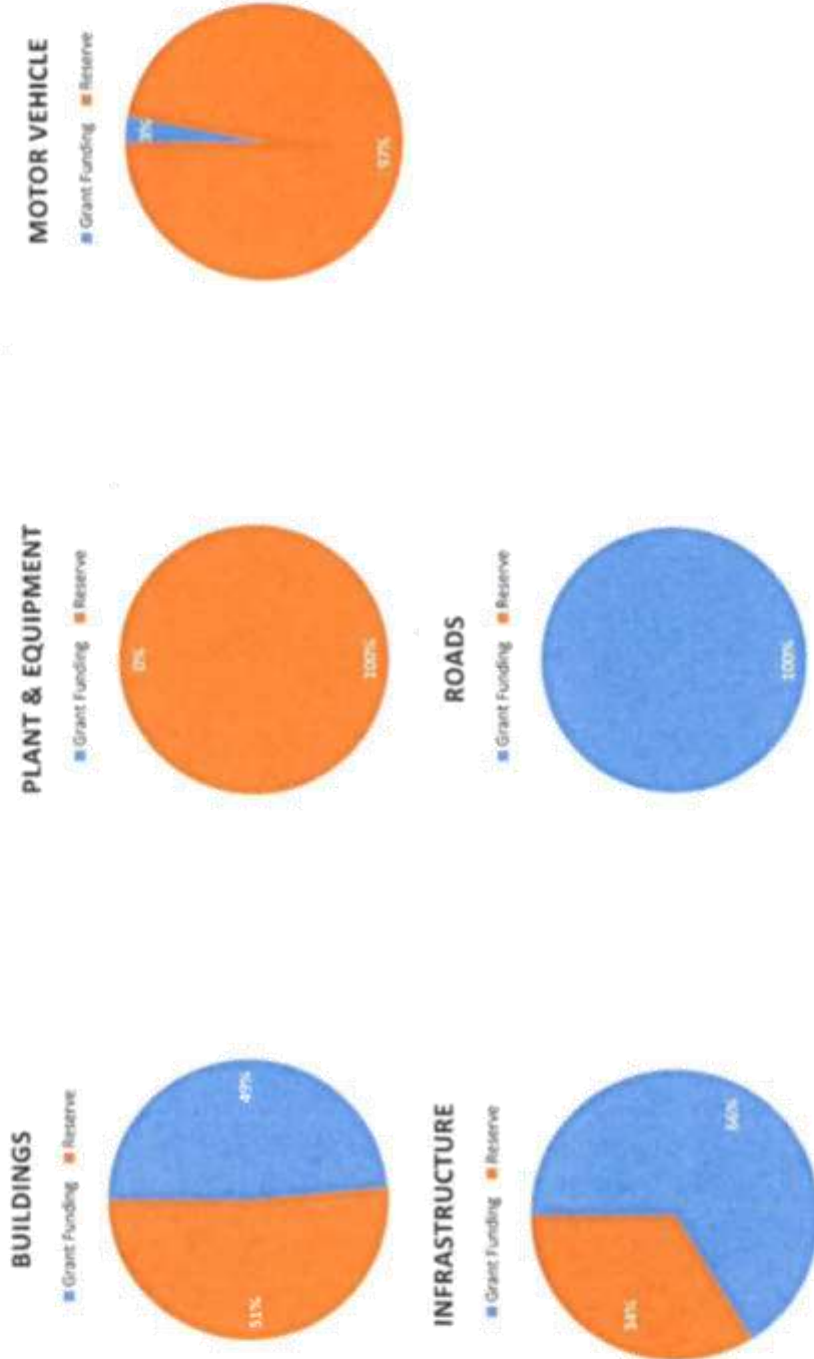 BUILDINGS
Grant Funding Reserve
49%
51%
PLANT & EQUIPMENT
Grant Funding Reserve
0%
100%
MOTOR VEHICLE
Grant Funding Reserve
3%
97%
INFRASTRUCTURE
Grant Funding Reserve
34%
66%
ROADS
Grant Funding Reserve
100%